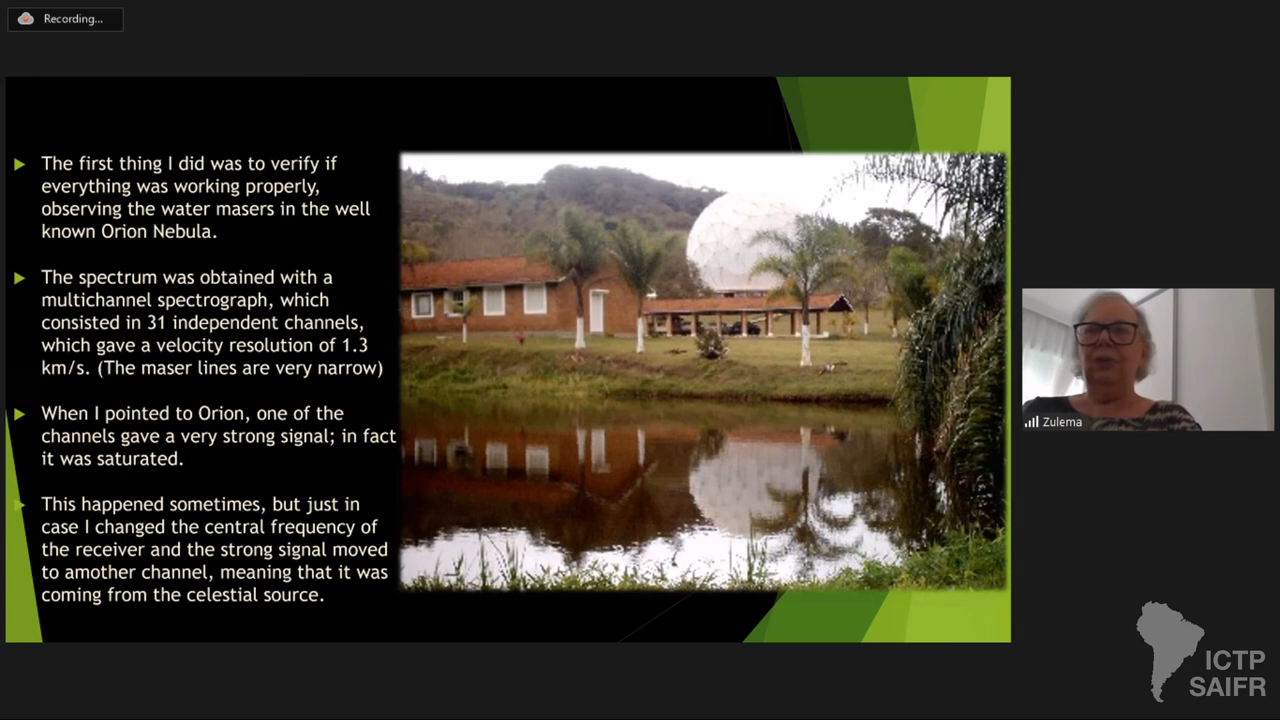 Recording...
The first thing I did was to verify if
everything was working properly,
observing the water masers in the well
known Orion Nebula.
The spectrum was obtained with a
multichannel spectrograph, which
consisted in 31 independent channels,
which gave a velocity resolution of 1.3
km/s. (The maser lines are very narrow)
When I pointed to Orion, one of the
channels gave a very strong signal; in fact
it was saturated.
This happened sometimes, but just in
case I changed the central frequency of
the receiver and the strong signal moved
to amother channel, meaning that it was
coming from the celestial source.
Zulema
ICTP
SAIFR